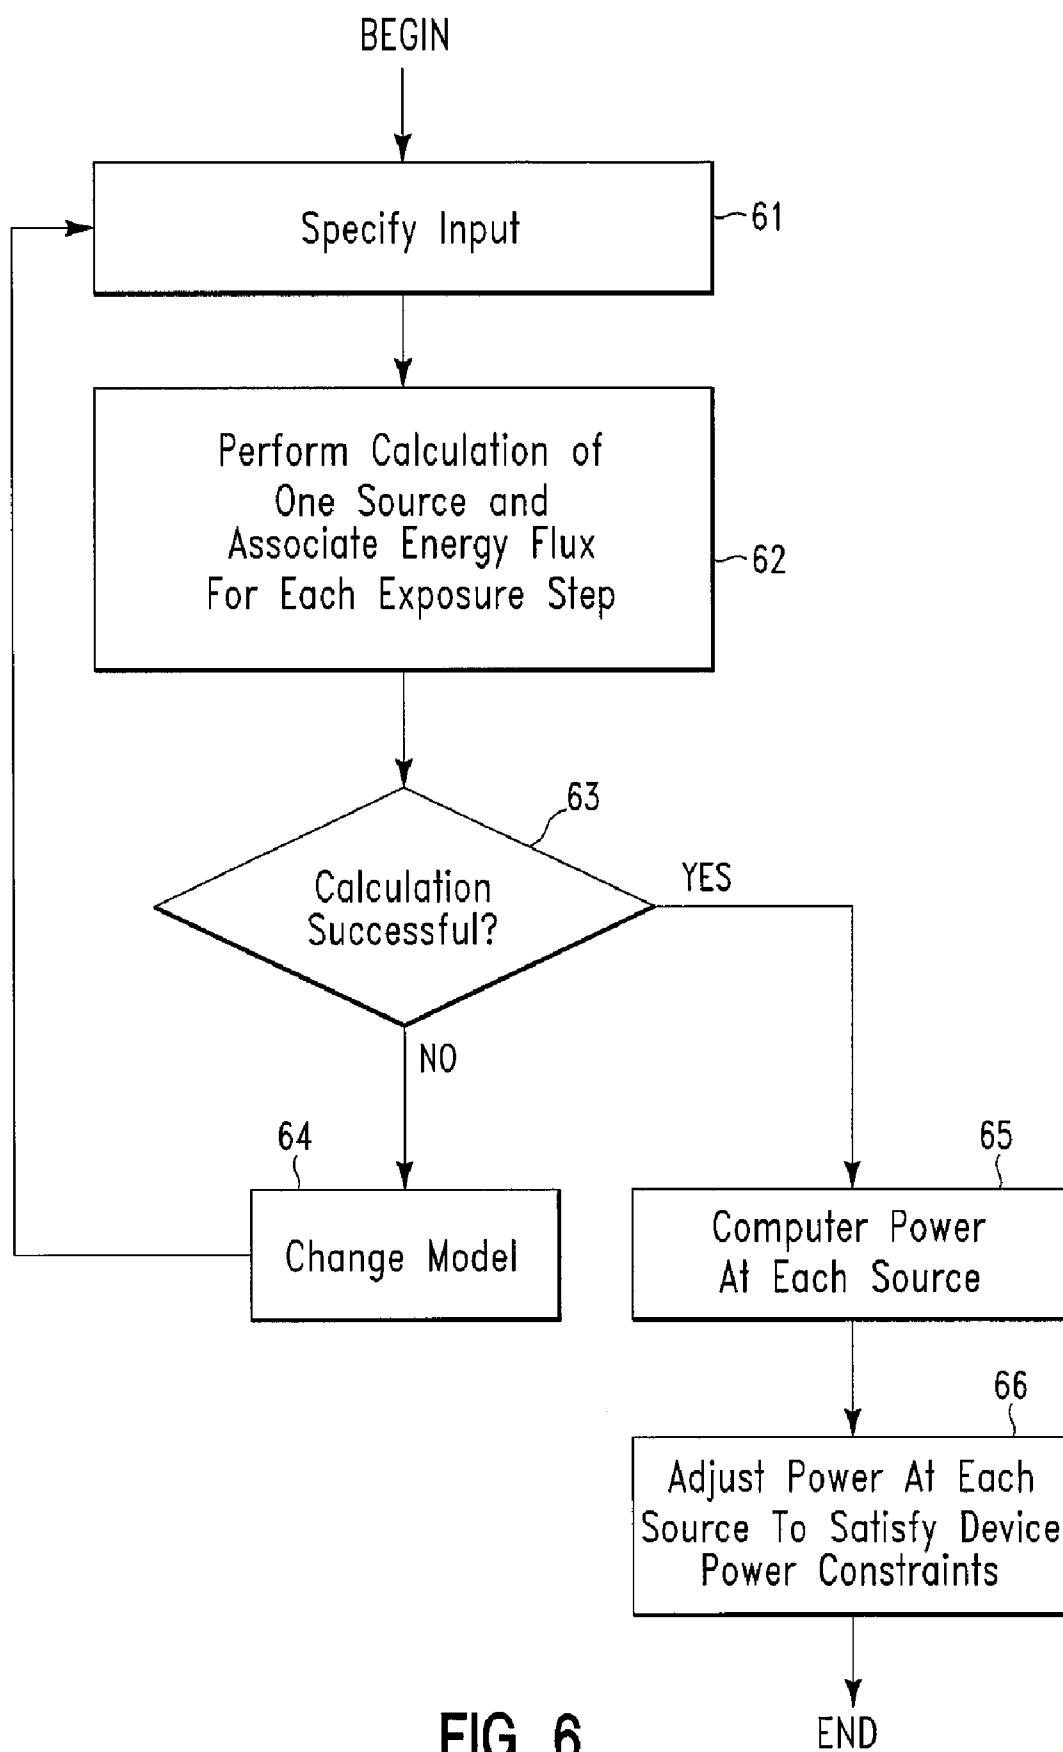 BEGIN
Specify Input
61
Perform Calculation of
One Source and
Associate Energy Flux
For Each Exposure Step
62
63
Calculation
Successful?
YES
NO
64
Change Model
65
Computer Power
At Each Source
66
Adjust Power At Each
Source To Satisfy Device
Power Constraints
END
FIG. 6